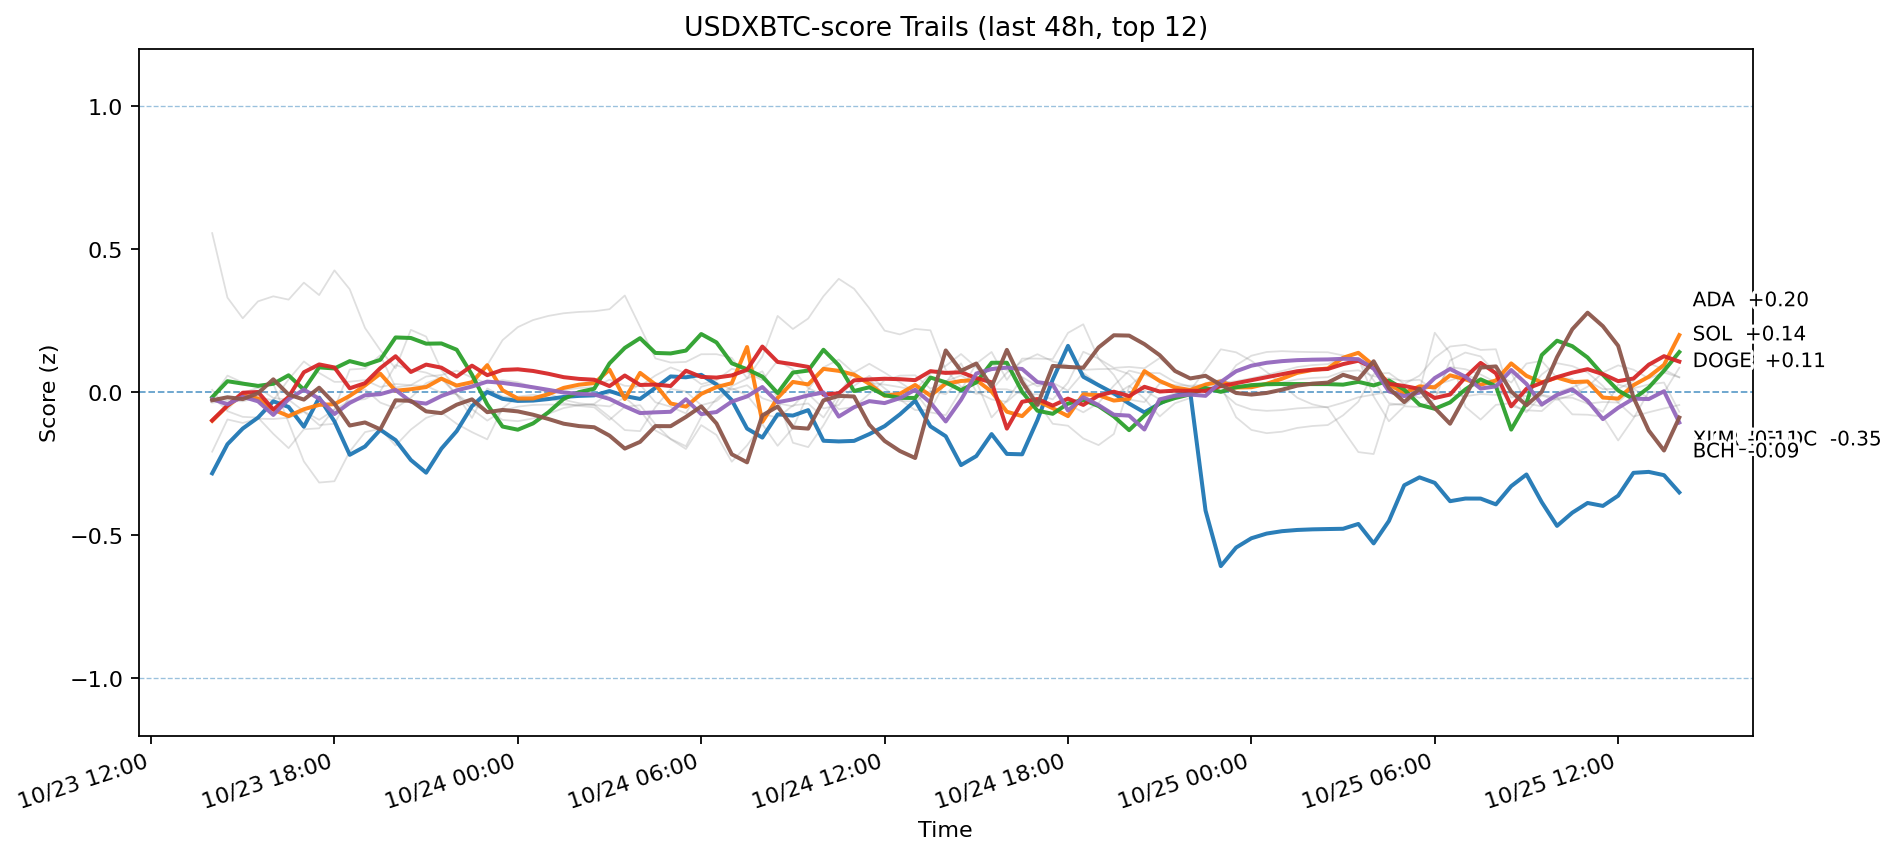 USDXBTC-score Trails (last 48h, top 12)
Score (z)
1.0
0.5
0.0
−0.5
−1.0
ADA +0.20
SOL +0.14
DOGE +0.11
-0.35
BCH -0.09
10/23 12:00
10/23 18:00
10/24 00:00
10/24 06:00
10/24 12:00
10/24 18:00
10/25 00:00
10/25 06:00
10/25 12:00
Time